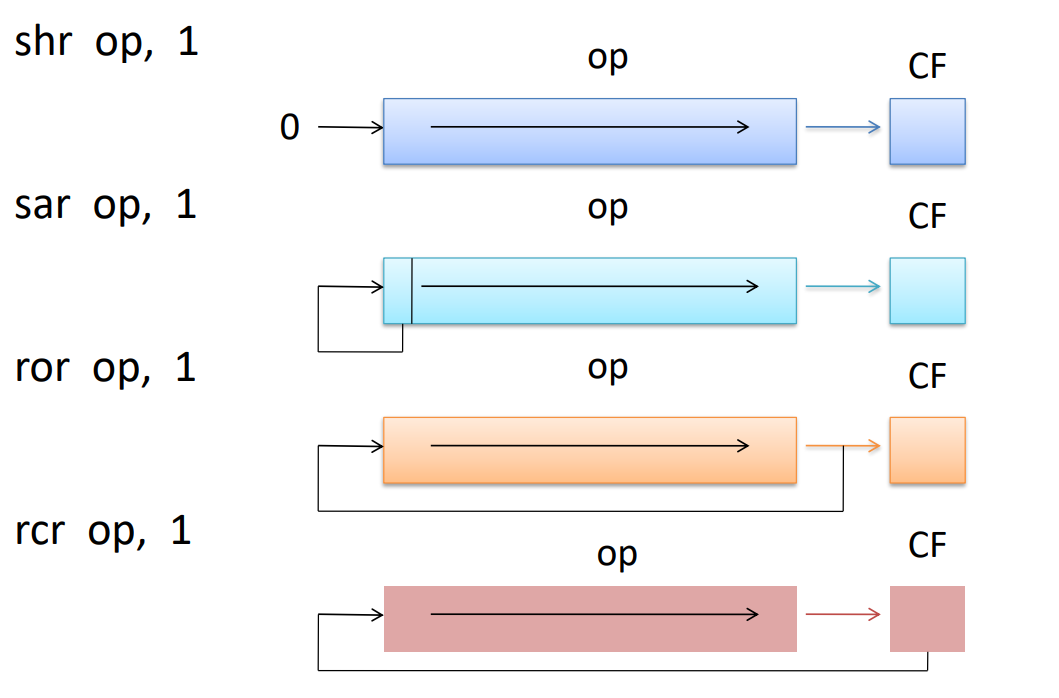 shr op, 1
op
CF
0
sar op, 1
op
CF
ror op, 1
op
CF
rcr op, 1
op
CF